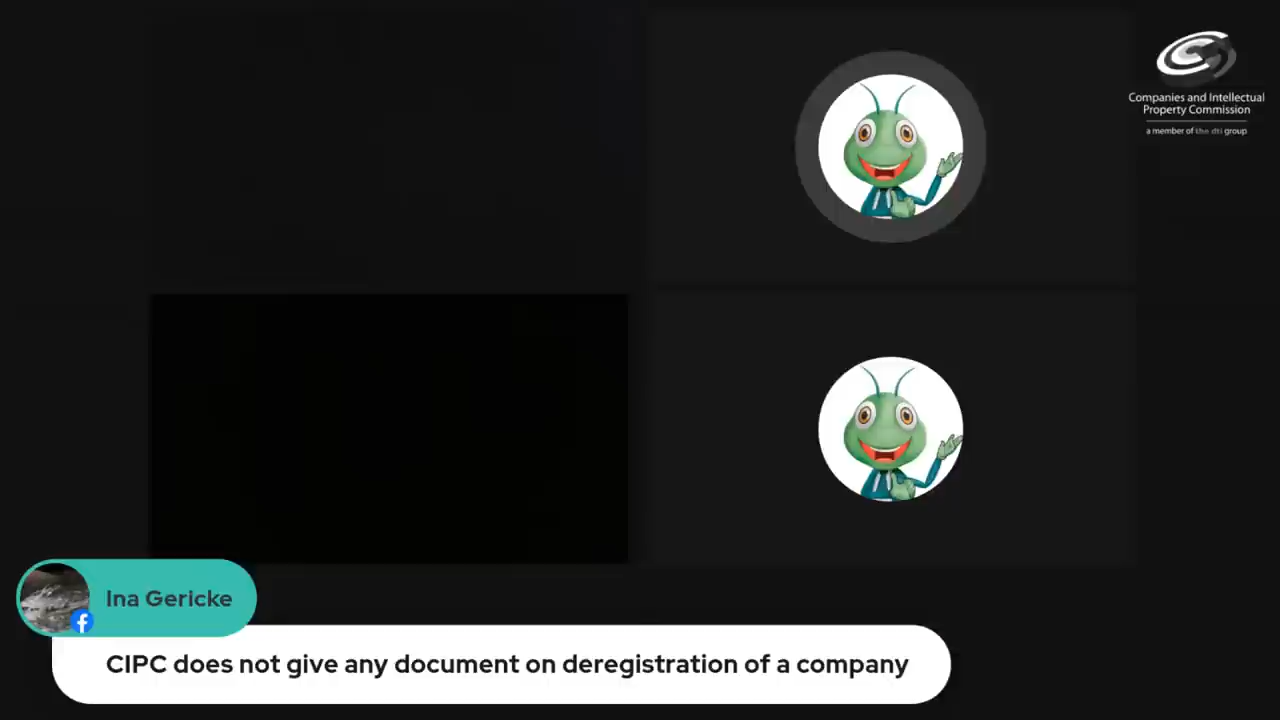 Companies and Intellectual
Property Commission
a member of the dti group
Ina Gericke
CIPC does not give any document on deregistration of a company